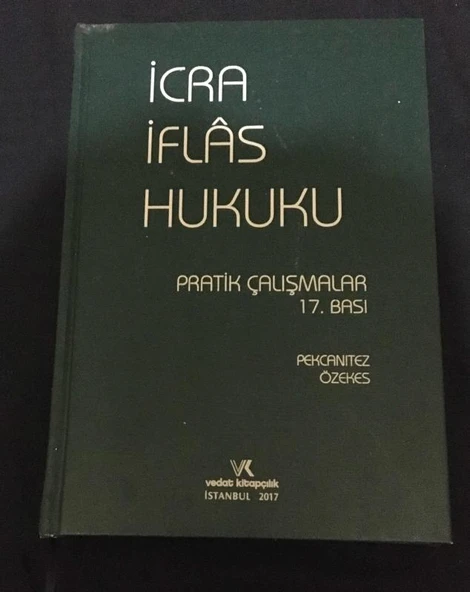 İCRA
İFLÂS
HUKUKU
PRATİK ÇALIŞMALAR
17. BASI
PEKCANITEZ
ÖZEKES
VK
vedat kitapçılık
İSTANBUL 2017